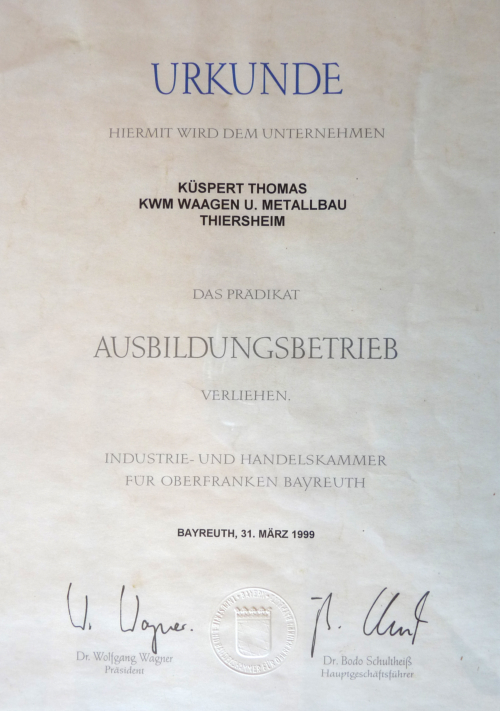 URKUNDE
HIERMIT WIRD DEM UNTERNEHMEN
KÜSPERT THOMAS
KWM WAAGEN U. METALLBAU
THIERSHEIM
DAS PRÄDIKAT
AUSBILDUNGSBETRIEB
VERLIEHEN.
INDUSTRIE- UND HANDELSKAMMER
FÜR OBERFRANKEN BAYREUTH
BAYREUTH, 31. MÄRZ 1999
W. Wagner.
Dr. Wolfgang Wagner
Präsident
Dr. Bodo Schultheiß
Hauptgeschäftsführer